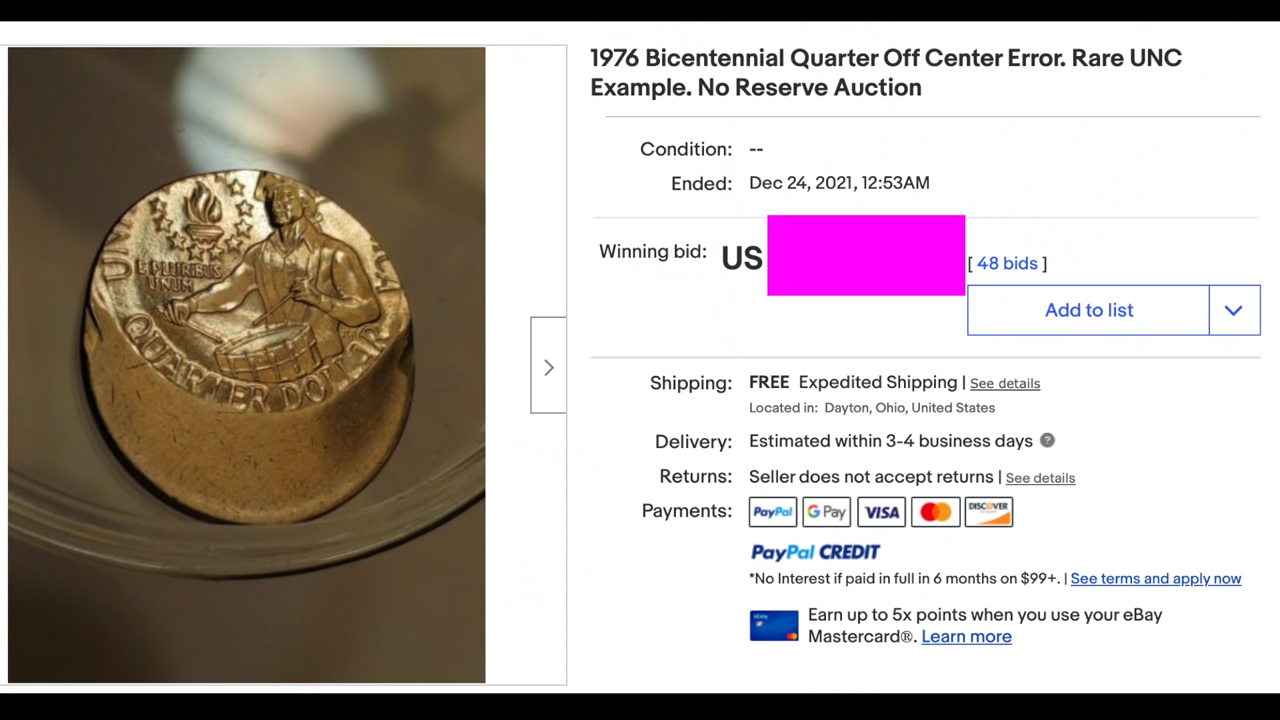 1976 Bicentennial Quarter Off Center Error. Rare UNC
Example. No Reserve Auction
Condition: --
Ended: Dec 24, 2021, 12:53AM
Winning bid: US
[ 48 bids ]
Add to list
Shipping: FREE Expedited Shipping | See details
Located in: Dayton, Ohio, United States
Delivery: Estimated within 3-4 business days ?
Returns: Seller does not accept returns | See details
Payments: PayPal G Pay VISA DISCOVER
PayPal CREDIT
*No Interest if paid in full in 6 months on $99+. | See terms and apply now
ebay
Earn up to 5x points when you use your eBay
Mastercard®. Learn more
UN
E PLURIBUS
UNUM
QUARTER DOLLAR